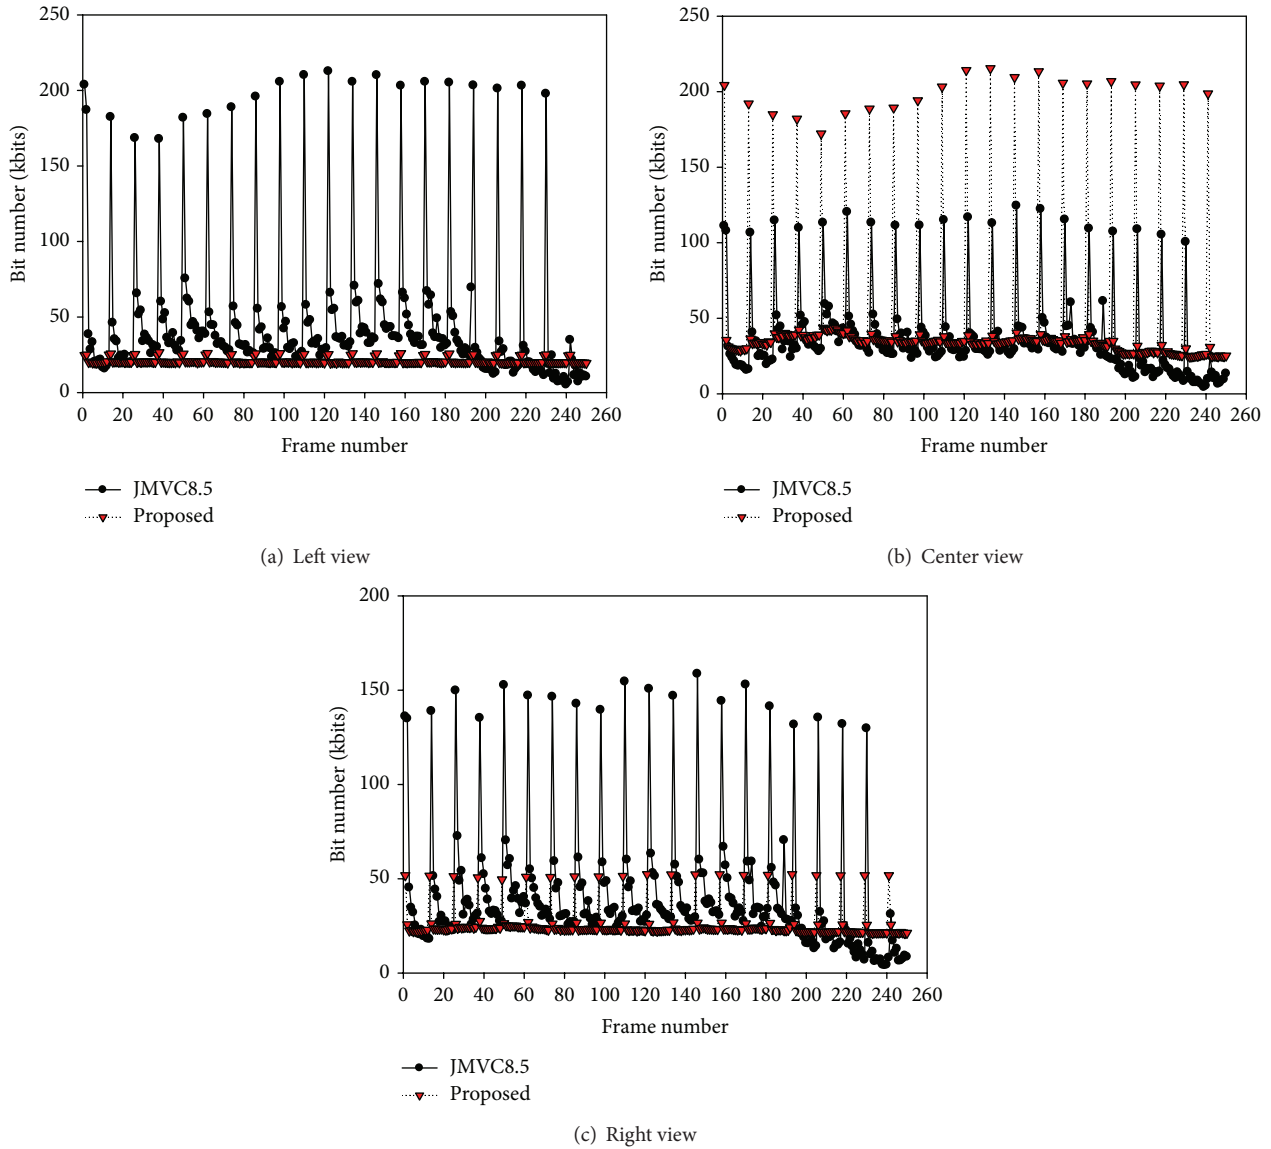 250
200
150
100
50
0
Bit number (kbits)
0 20 40 60 80 100 120 140 160 180 200 220 240 260
Frame number
JMVC8.5
Proposed
(a) Left view
250
200
150
100
50
0
Bit number (kbits)
0 20 40 60 80 100 120 140 160 180 200 220 240 260
Frame number
JMVC8.5
Proposed
(b) Center view
200
150
100
50
0
Bit number (kbits)
0 20 40 60 80 100 120 140 160 180 200 220 240 260
Frame number
JMVC8.5
Proposed
(c) Right view